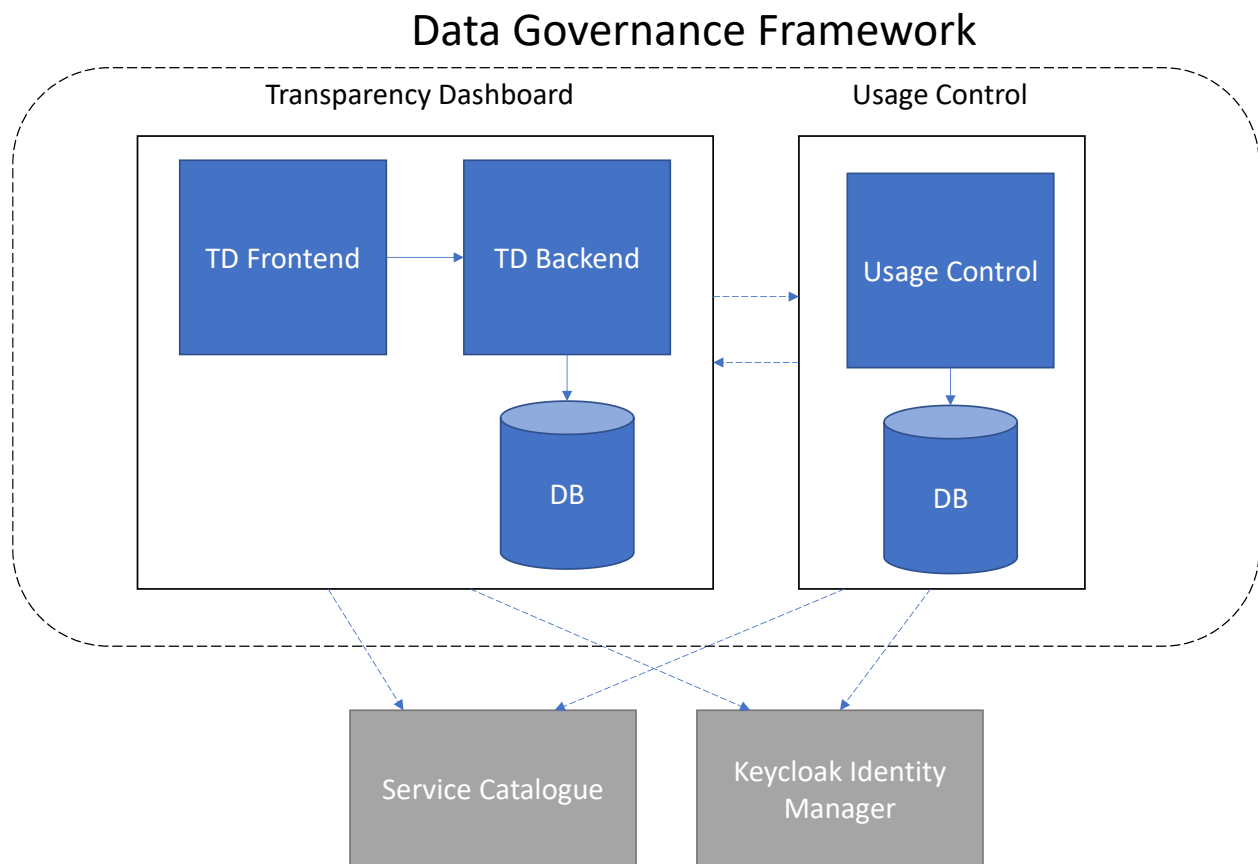 Data Governance Framework
Transparency Dashboard
Usage Control
TD Frontend
TD Backend
Usage Control
DB
DB
Service Catalogue
Keycloak Identity
Manager